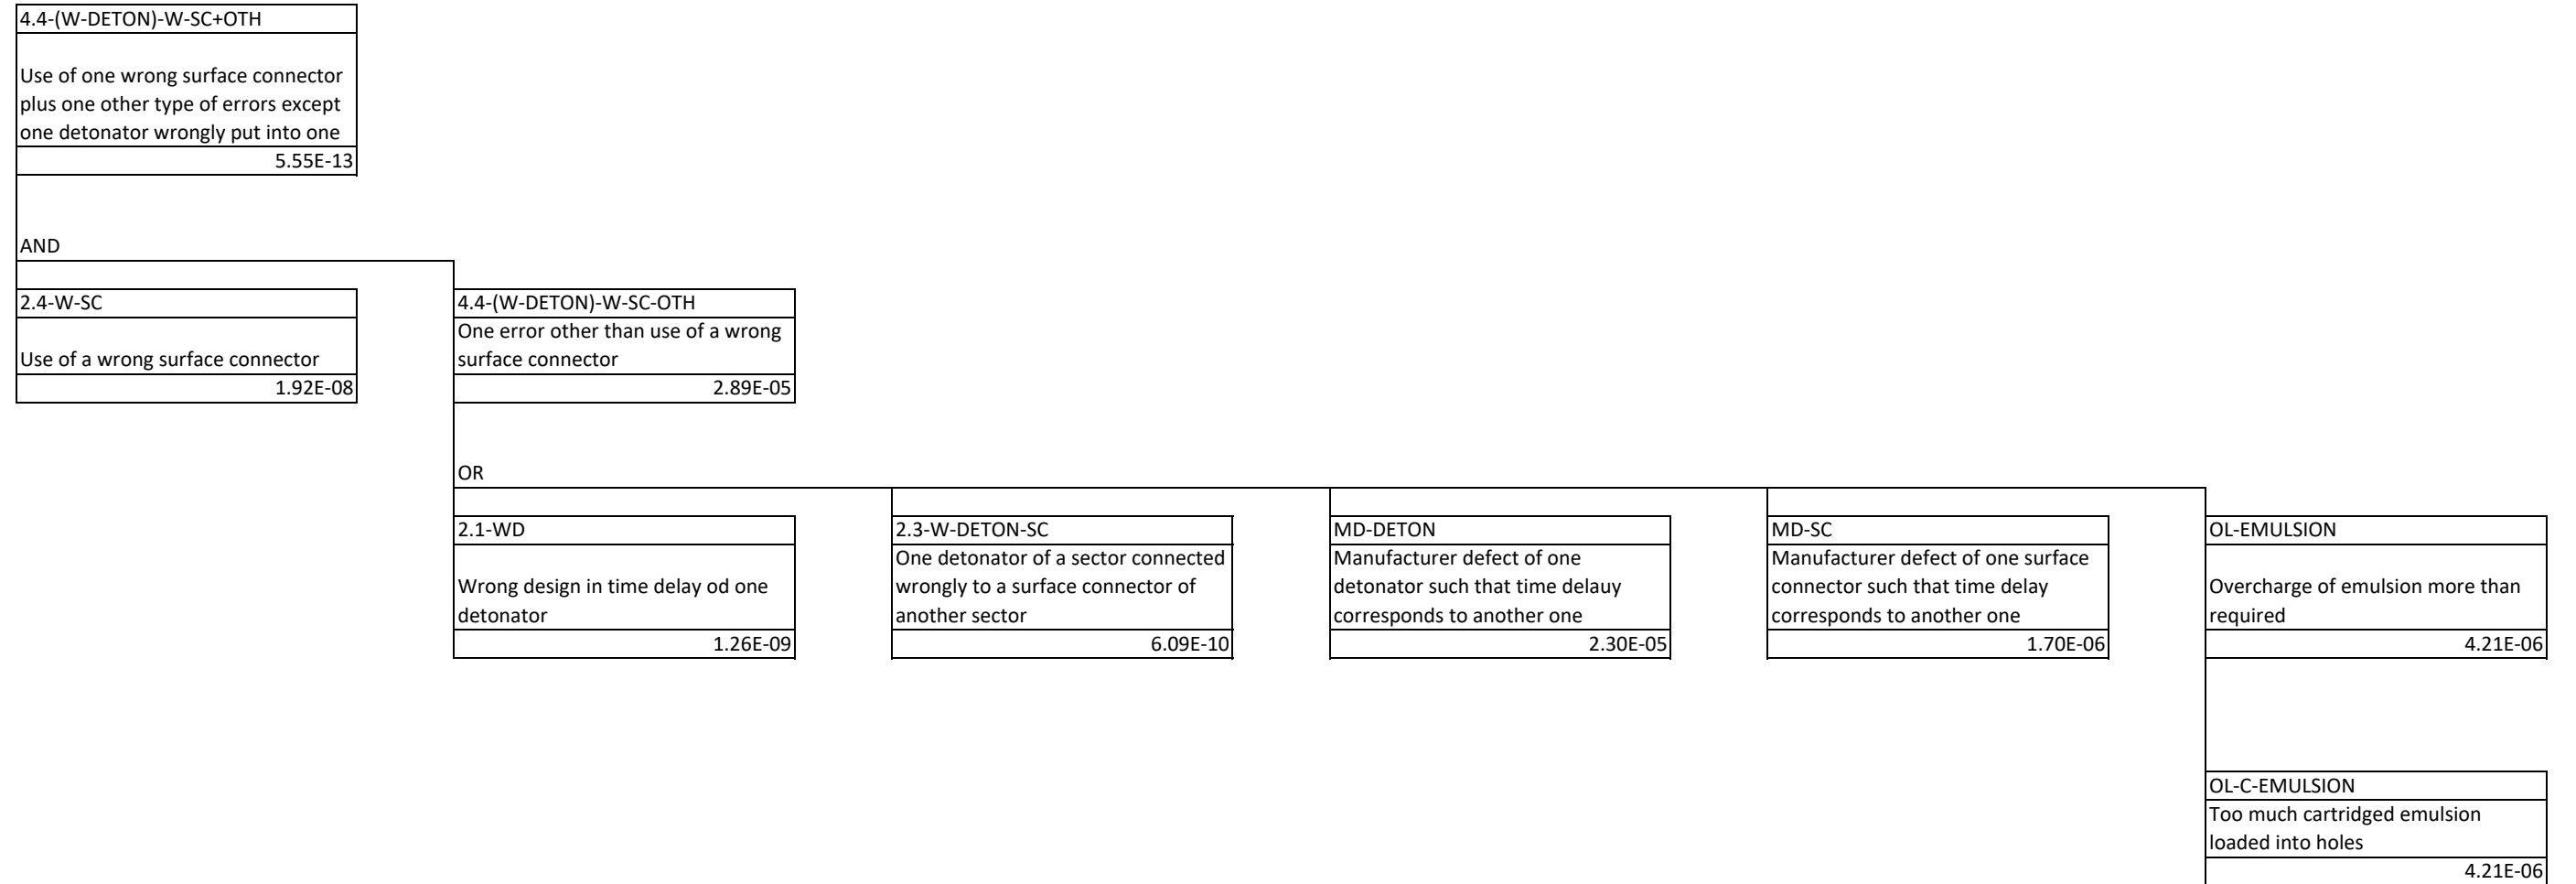 4.4-(W-DETON)-W-SC+OTH
Use of one wrong surface connector
plus one other type of errors except
one detonator wrongly put into one
5.55E-13
AND
2.4-W-SC
Use of a wrong surface connector
1.92E-08
4.4-(W-DETON)-W-SC-OTH
One error other than use of a wrong
surface connector
2.89E-05
OR
2.1-WD
Wrong design in time delay od one
detonator
1.26E-09
2.3-W-DETON-SC
One detonator of a sector connected
wrongly to a surface connector of
another sector
6.09E-10
MD-DETON
Manufacturer defect of one
detonator such that time delauy
corresponds to another one
2.30E-05
MD-SC
Manufacturer defect of one surface
connector such that time delay
corresponds to another one
1.70E-06
OL-EMULSION
Overcharge of emulsion more than
required
4.21E-06
OL-C-EMULSION
Too much cartridged emulsion
loaded into holes
4.21E-06